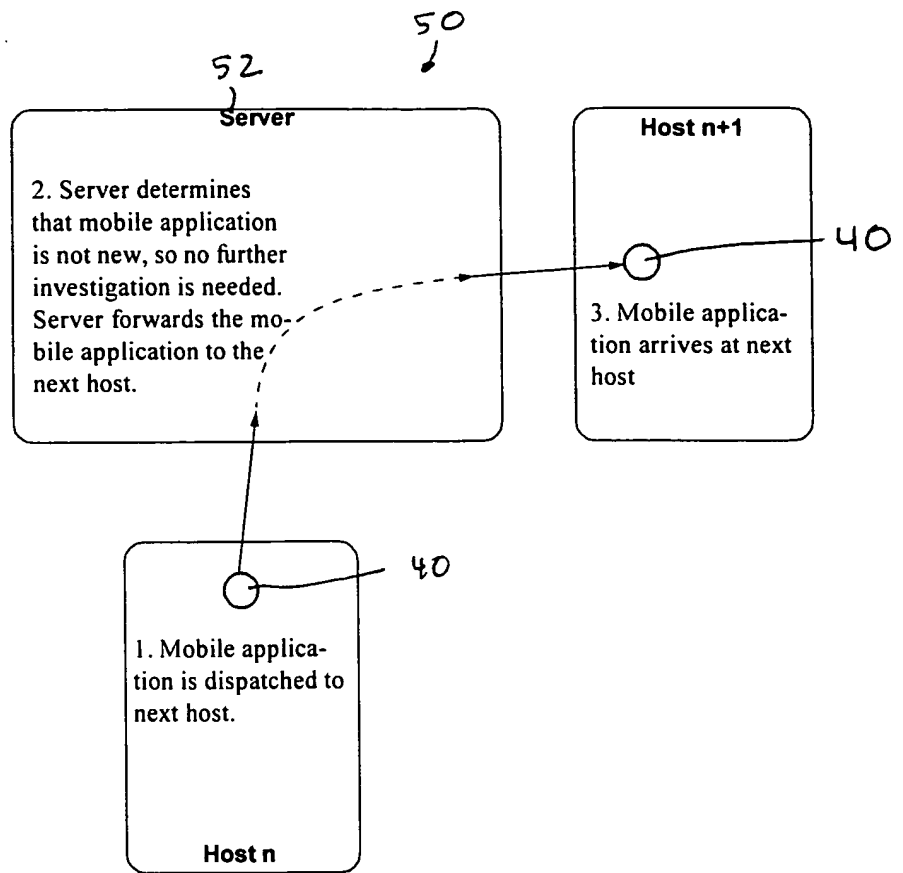 50
52
Server
Host n+1
2. Server determines
that mobile application
is not new, so no further
investigation is needed.
Server forwards the mo-
bile application to the
next host.
40
3. Mobile applica-
tion arrives at next
host
40
1. Mobile applica-
tion is dispatched to
next host.
Host n